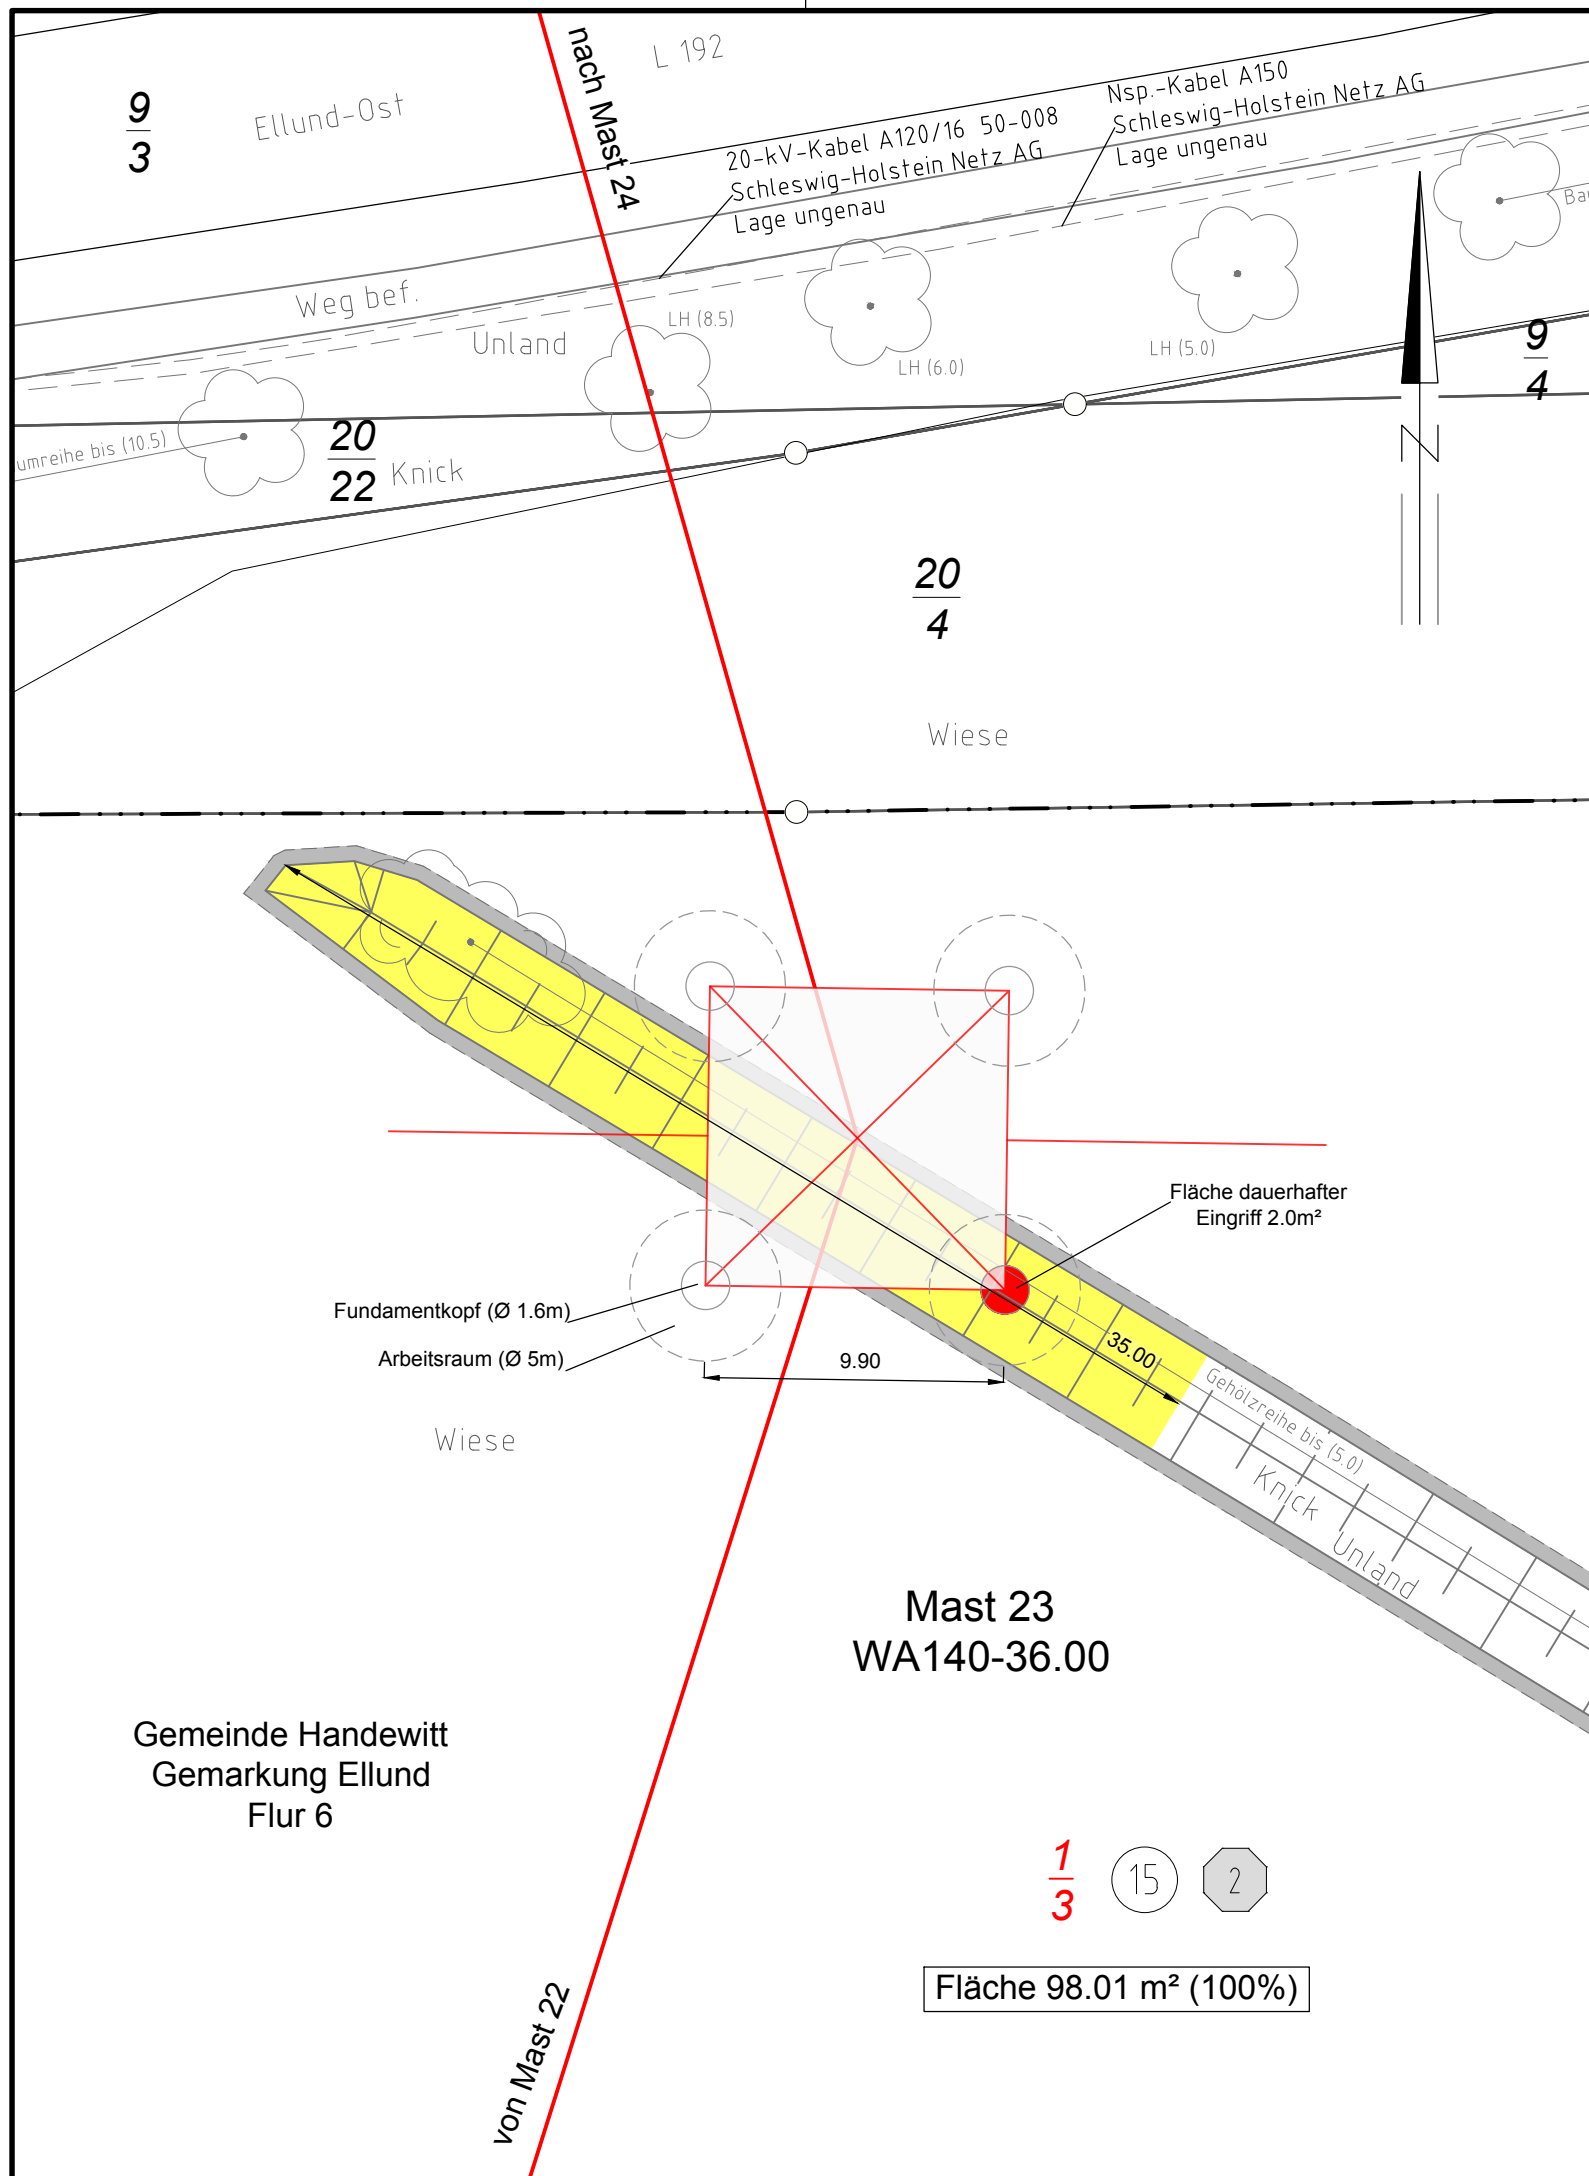 L 192
nach Mast 24
9
3
Ellund-Ost
Nsp.-Kabel A150
Schleswig-Holstein Netz AG
Lage ungenau
20-kV-Kabel A120/16 50-008
Schleswig-Holstein Netz AG
Lage ungenau
Weg bef.
Unland
LH (8.5)
LH (6.0)
LH (5.0)
9
4
umreihe bis (10.5)
20
22
Knick
N
20
4
Wiese
Fläche dauerhafter
Eingriff 2.0m²
Fundamentkopf (Ø 1.6m)
Arbeitsraum (Ø 5m)
9.90
35.00
Gehölzreihe bis (5.0)
Knick
Unland
Wiese
Mast 23
WA140-36.00
Gemeinde Handewitt
Gemarkung Ellund
Flur 6
1
3
15
2
Fläche 98.01 m² (100%)
von Mast 22